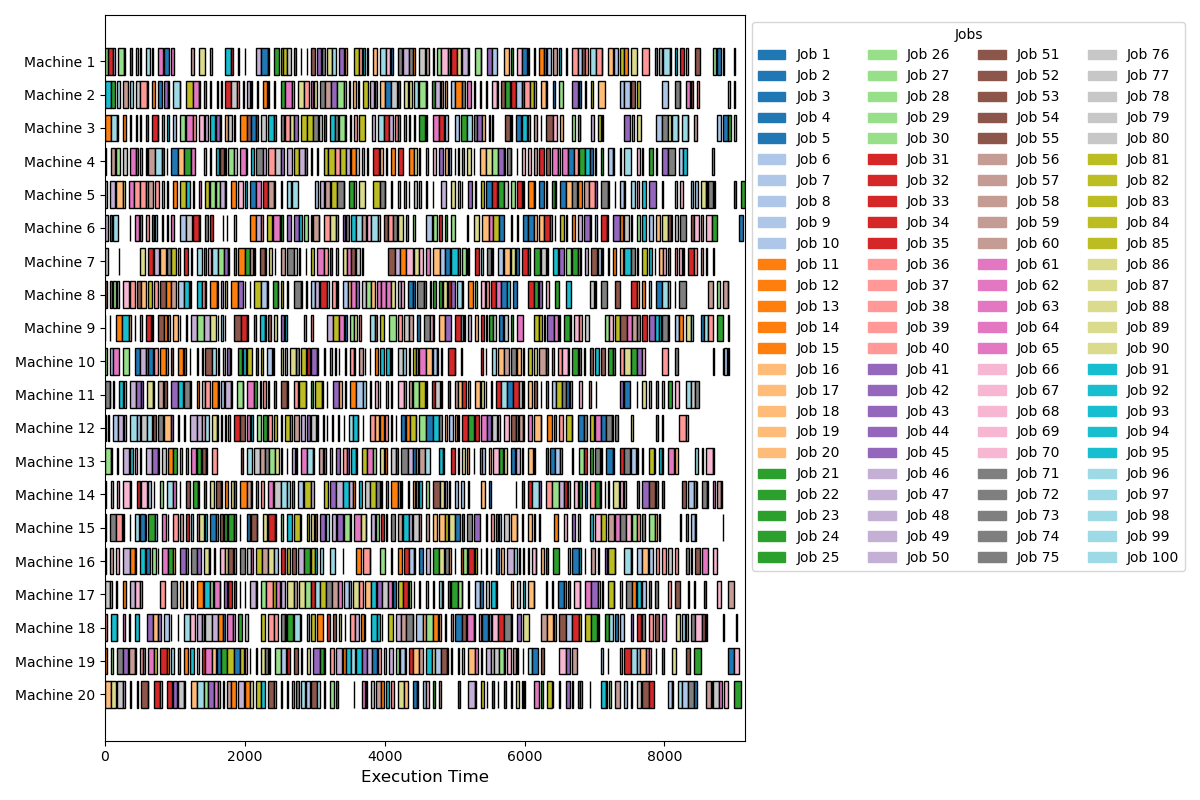 Jobs
Job 1 Job 26 Job 51 Job 76
Job 2 Job 27 Job 52 Job 77
Job 3 Job 28 Job 53 Job 78
Job 4 Job 29 Job 54 Job 79
Job 5 Job 30 Job 55 Job 80
Job 6 Job 31 Job 56 Job 81
Job 7 Job 32 Job 57 Job 82
Job 8 Job 33 Job 58 Job 83
Job 9 Job 34 Job 59 Job 84
Job 10 Job 35 Job 60 Job 85
Job 11 Job 36 Job 61 Job 86
Job 12 Job 37 Job 62 Job 87
Job 13 Job 38 Job 63 Job 88
Job 14 Job 39 Job 64 Job 89
Job 15 Job 40 Job 65 Job 90
Job 16 Job 41 Job 66 Job 91
Job 17 Job 42 Job 67 Job 92
Job 18 Job 43 Job 68 Job 93
Job 19 Job 44 Job 69 Job 94
Job 20 Job 45 Job 70 Job 95
Job 21 Job 46 Job 71 Job 96
Job 22 Job 47 Job 72 Job 97
Job 23 Job 48 Job 73 Job 98
Job 24 Job 49 Job 74 Job 99
Job 25 Job 50 Job 75 Job 100
Machine 1
Machine 2
Machine 3
Machine 4
Machine 5
Machine 6
Machine 7
Machine 8
Machine 9
Machine 10
Machine 11
Machine 12
Machine 13
Machine 14
Machine 15
Machine 16
Machine 17
Machine 18
Machine 19
Machine 20
0 2000 4000 6000 8000
Execution Time